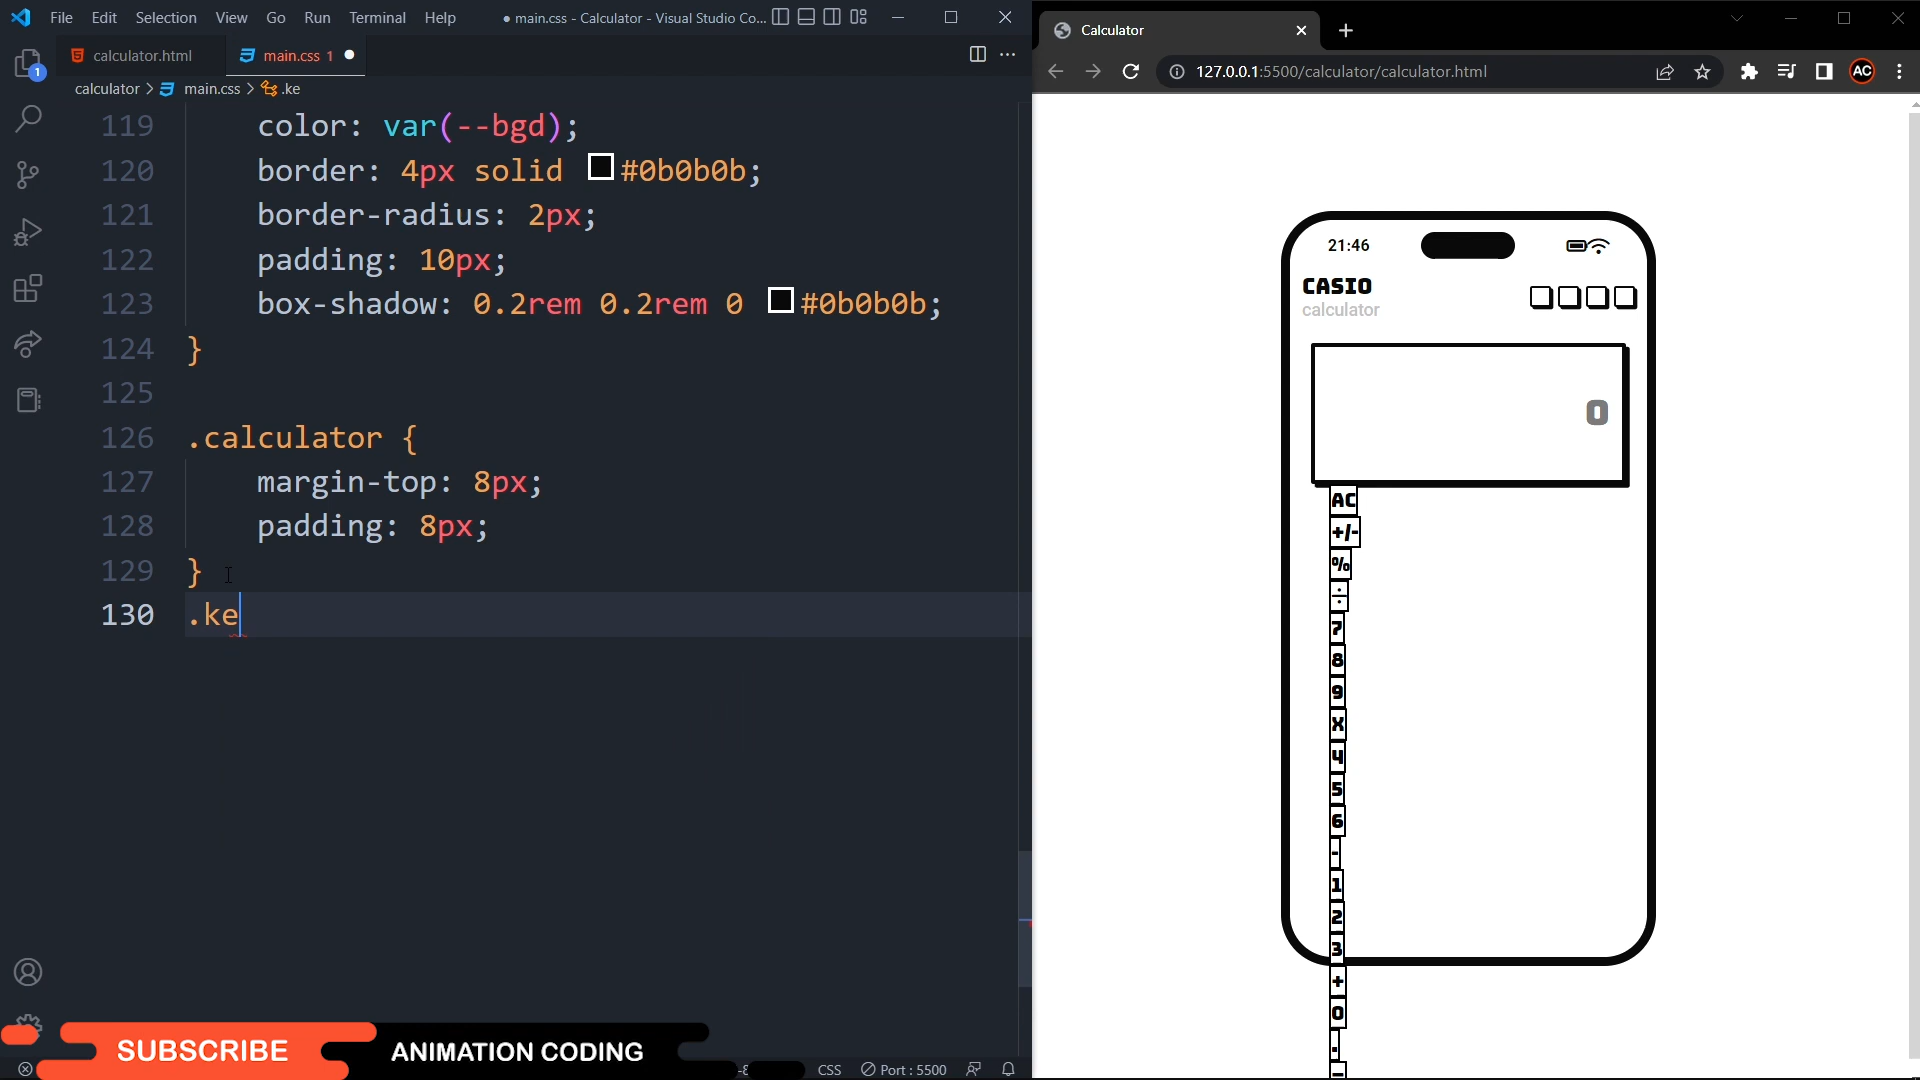 File Edit Selection View Go Run Terminal Help
● main.css - Calculator - Visual Studio Co...
calculator.html
main.css 1 ●
calculator > main.css > .ke
119 color: var(--bgd);
120 border: 4px solid #0b0b0b;
121 border-radius: 2px;
122 padding: 10px;
123 box-shadow: 0.2rem 0.2rem 0 #0b0b0b;
124 }
125
126 .calculator {
127 margin-top: 8px;
128 padding: 8px;
129 }
130 .ke
1
SUBSCRIBE
ANIMATION CODING
CSS
Port : 5500
Calculator
127.0.0.1:5500/calculator/calculator.html
AC
21:46
CASIO
calculator
0
AC
+/-
%
÷
7
8
9
X
4
5
6
-
1
2
3
+
0
.